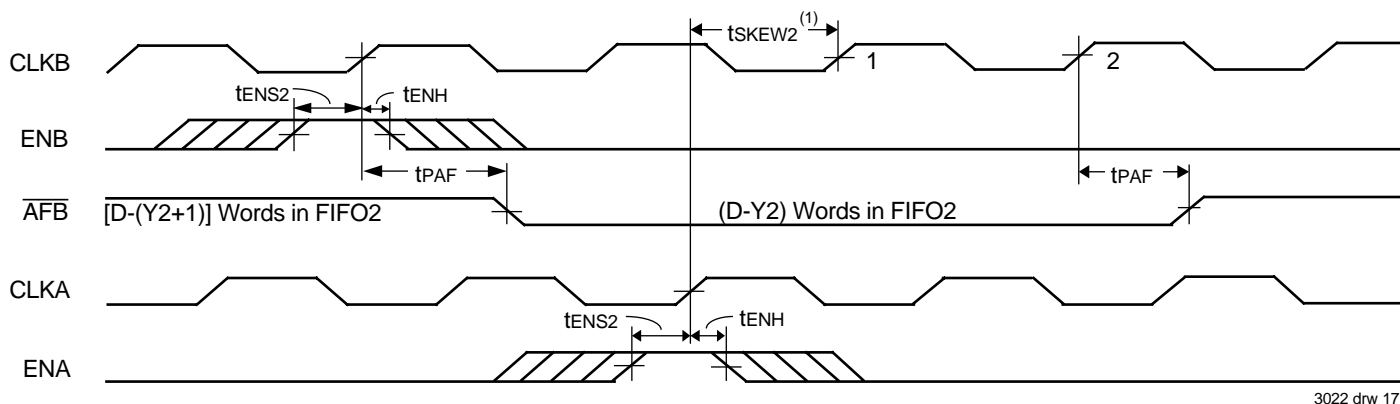 tSKEW2 (1)
CLKB
1
2
tENS2
tENH
ENB
tPAF
tPAF
AFB
[D-(Y2+1)] Words in FIFO2
(D-Y2) Words in FIFO2
CLKA
tENS2
tENH
ENA
3022 drw 17